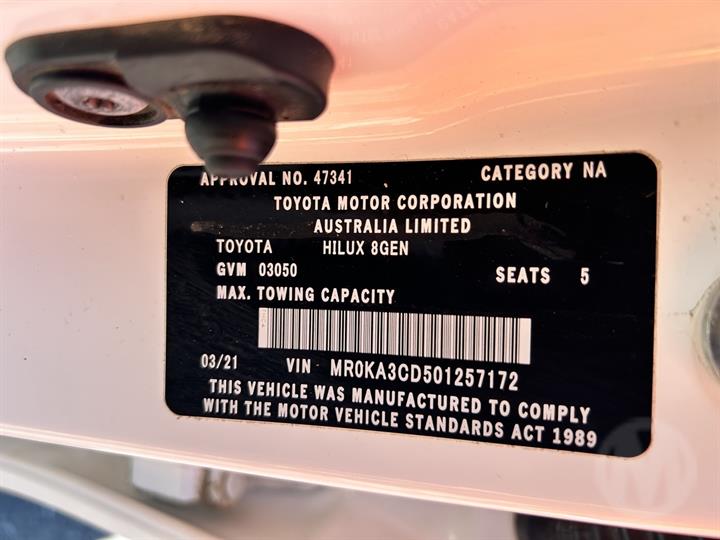 APPROVAL NO. 47341 CATEGORY NA
TOYOTA MOTOR CORPORATION
AUSTRALIA LIMITED
TOYOTA HILUX 8GEN
GVM 03050 SEATS 5
MAX. TOWING CAPACITY
03/21 VIN MR0KA3CD501257172
THIS VEHICLE WAS MANUFACTURED TO COMPLY
WITH THE MOTOR VEHICLE STANDARDS ACT 1989
M